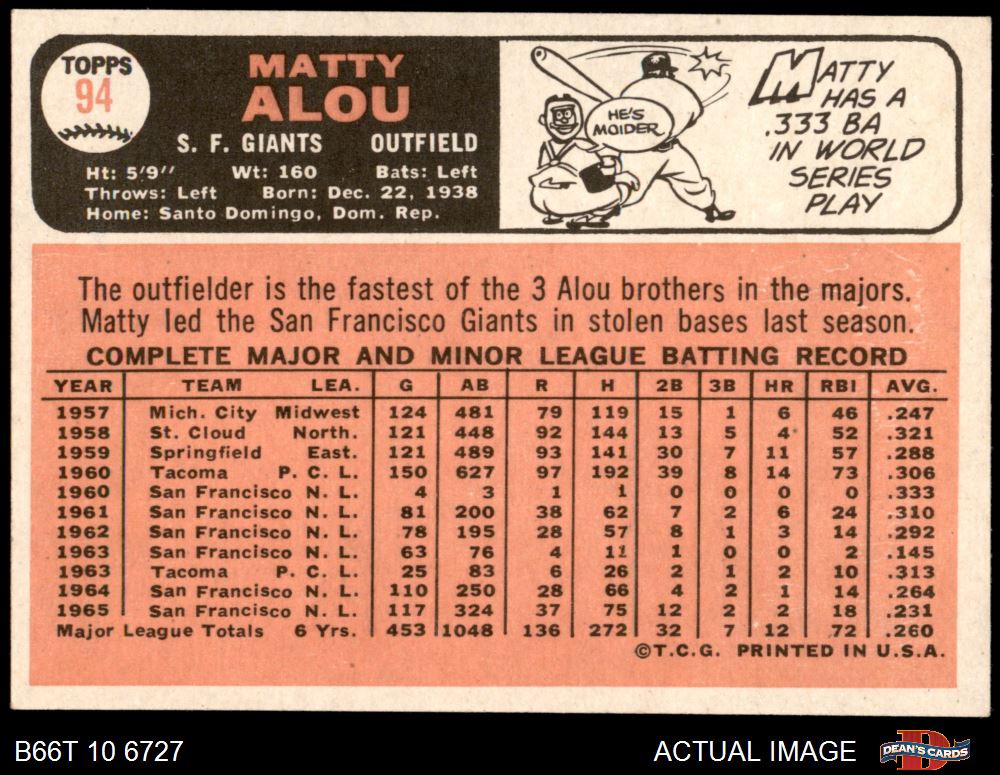 TOPPS
94
MATTY
ALOU
S. F. GIANTS OUTFIELD
Ht: 5'9" Wt: 160 Bats: Left
Throws: Left Born: Dec. 22, 1938
Home: Santo Domingo, Dom. Rep.
HE'S
MOIDER
MATTY
HAS A
.333 BA
IN WORLD
SERIES
PLAY
The outfielder is the fastest of the 3 Alou brothers in the majors.
Matty led the San Francisco Giants in stolen bases last season.
COMPLETE MAJOR AND MINOR LEAGUE BATTING RECORD
YEAR TEAM LEA. G AB R H 2B 3B HR RBI AVG.
1957 Mich. City Midwest 124 481 79 119 15 1 6 46 .247
1958 St. Cloud North. 121 448 92 144 13 5 4 52 .321
1959 Springfield East. 121 489 93 141 30 7 11 57 .288
1960 Tacoma P. C. L. 150 627 97 192 39 8 14 73 .306
1960 San Francisco N. L. 4 3 1 1 0 0 0 0 .333
1961 San Francisco N. L. 81 200 38 62 7 2 6 24 .310
1962 San Francisco N. L. 78 195 28 57 8 1 3 14 .292
1963 San Francisco N. L. 63 76 4 11 1 0 0 2 .145
1963 Tacoma P. C. L. 25 83 6 26 2 1 2 10 .313
1964 San Francisco N. L. 110 250 28 66 4 2 1 14 .264
1965 San Francisco N. L. 117 324 37 75 12 2 2 18 .231
Major League Totals 6 Yrs. 453 1048 136 272 32 7 12 72 .260
©T.C.G. PRINTED IN U.S.A.
B66T 10 6727 ACTUAL IMAGE DEAN'S CARDS